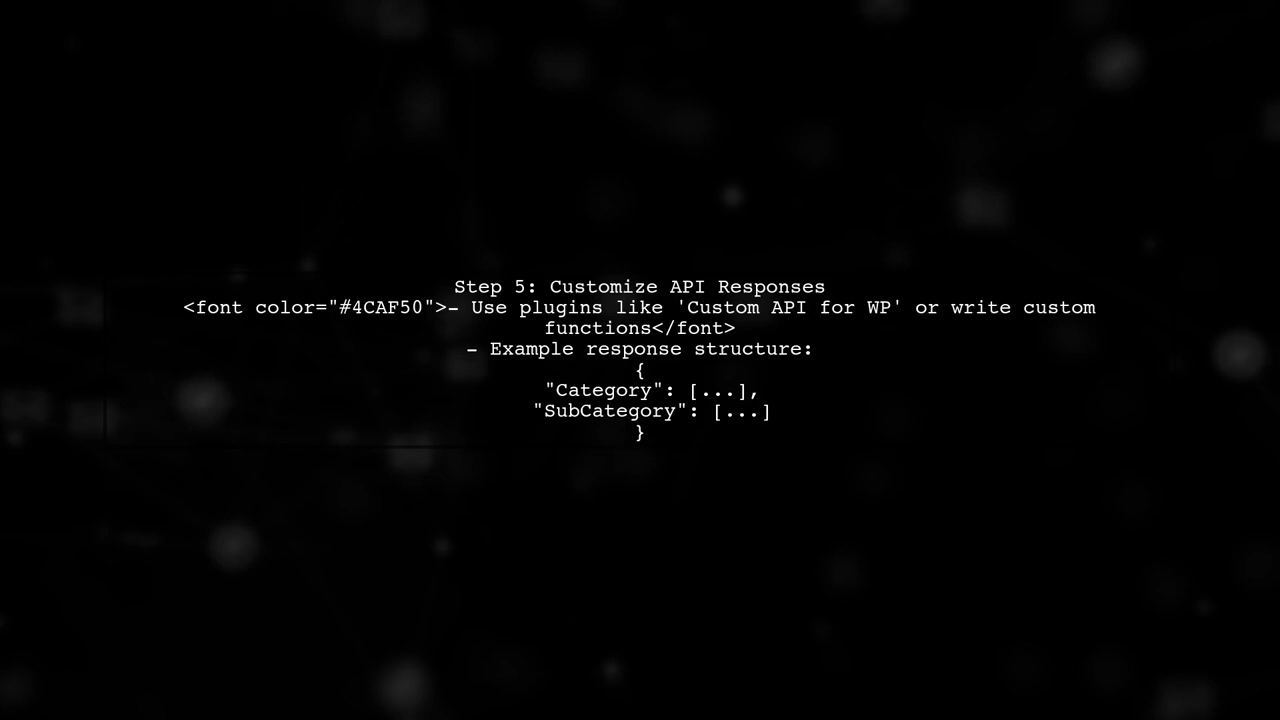 Step 5: Customize API Responses
<font color="#4CAF50">– Use plugins like 'Custom API for WP' or write custom
functions</font>
– Example response structure:
{
"Category": [...],
"SubCategory": [...]
}